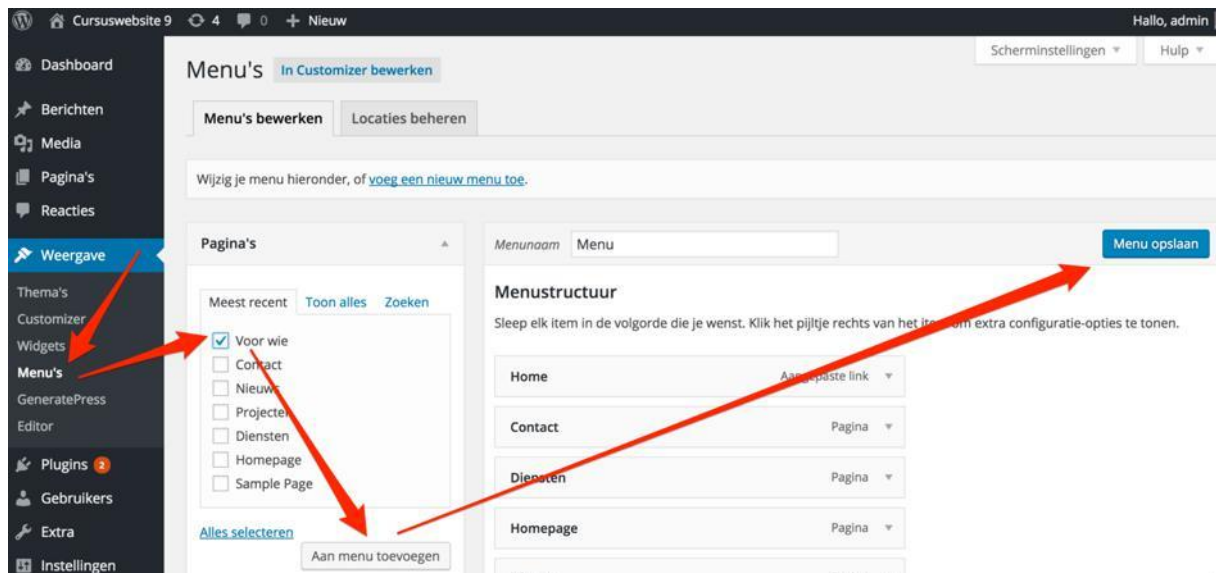 Cursuswebsite 9 4 0 + Nieuw Hallo, admin
Scherminstellingen Hulp
Dashboard
Berichten
Media
Pagina's
Reacties
Weergave
Thema's
Customizer
Widgets
Menu's
GeneratePress
Editor
Plugins 2
Gebruikers
Extra
Instellingen
Menu's In Customizer bewerken
Menu's bewerken Locaties beheren
Wijzig je menu hieronder, of voeg een nieuw menu toe.
Pagina's
Meest recent Toon alles Zoeken
Voor wie
Contact
Nieuws
Projecten
Diensten
Homepage
Sample Page
Alles selecteren
Aan menu toevoegen
Menunaam Menu Menu opslaan
Menustructuur
Sleep elk item in de volgorde die je wenst. Klik het pijltje rechts van het item om extra configuratie-opties te tonen.
Home Aangepaste link
Contact Pagina
Diensten Pagina
Homepage Pagina